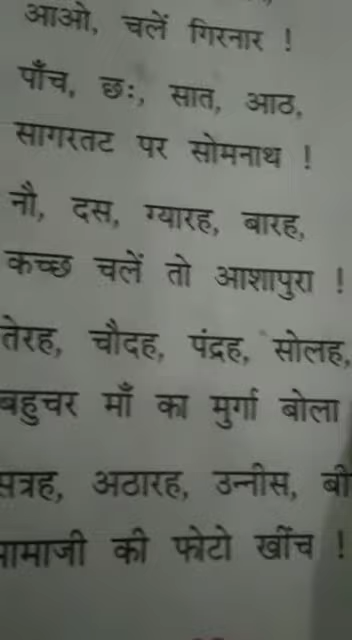 आओ, चलें गिरनार !
पाँच, छः, सात, आठ,
सागरतट पर सोमनाथ !
नौ, दस, ग्यारह, बारह,
कच्छ चलें तो आशापुरा !
तेरह, चौदह, पंद्रह, सोलह,
बहुचर माँ का मुर्गा बोला
सत्रह, अठारह, उन्नीस,
की फोटो खींच !